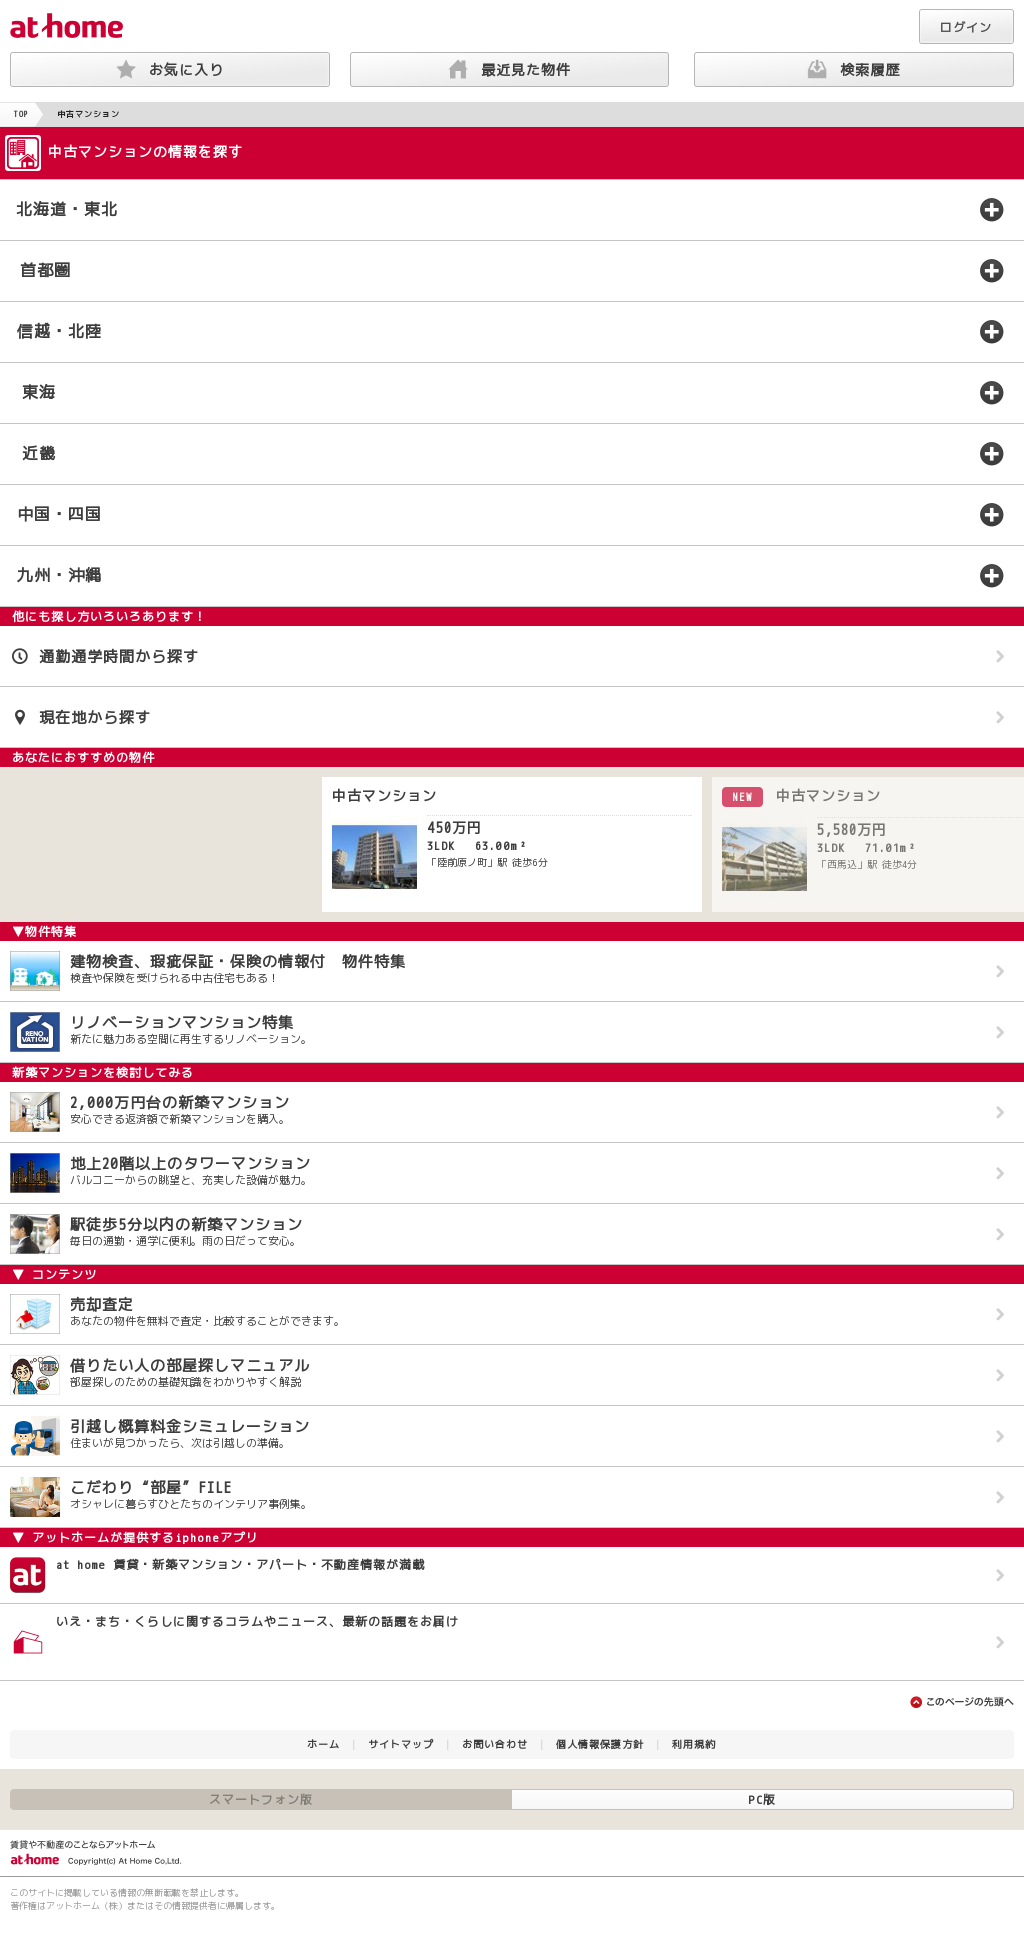 at home
ログイン
お気に入り
最近見た物件
検索履歴
TOP
中古マンション
中古マンションの情報を探す
北海道・東北
首都圏
信越・北陸
東海
近畿
中国・四国
九州・沖縄
他にも探し方いろいろあります！
通勤通学時間から探す
現在地から探す
あなたにおすすめの物件
中古マンション
450万円
3LDK 63.00m²
「陸前原ノ町」駅 徒歩6分
NEW 中古マンション
5,580万円
3LDK 71.01m²
「西馬込」駅 徒歩4分
▼物件特集
建物検査、瑕疵保証・保険の情報付　物件特集
検査や保険を受けられる中古住宅もある！
RENO
VATION
リノベーションマンション特集
新たに魅力ある空間に再生するリノベーション。
新築マンションを検討してみる
2,000万円台の新築マンション
安心できる返済額で新築マンションを購入。
地上20階以上のタワーマンション
バルコニーからの眺望と、充実した設備が魅力。
駅徒歩5分以内の新築マンション
毎日の通勤・通学に便利。雨の日だって安心。
▼ コンテンツ
売却査定
あなたの物件を無料で査定・比較することができます。
借りたい人の部屋探しマニュアル
部屋探しのための基礎知識をわかりやすく解説
引越し概算料金シミュレーション
住まいが見つかったら、次は引越しの準備。
こだわり“部屋”FILE
オシャレに暮らすひとたちのインテリア事例集。
▼ アットホームが提供するiphoneアプリ
at
at home 賃貸・新築マンション・アパート・不動産情報が満載
いえ・まち・くらしに関するコラムやニュース、最新の話題をお届け
このページの先頭へ
ホーム | サイトマップ | お問い合わせ | 個人情報保護方針 | 利用規約
スマートフォン版
PC版
賃貸や不動産のことならアットホーム
at home Copyright(c) At Home Co.,Ltd.
このサイトに掲載している情報の無断転載を禁止します。
著作権はアットホーム（株）またはその情報提供者に帰属します。